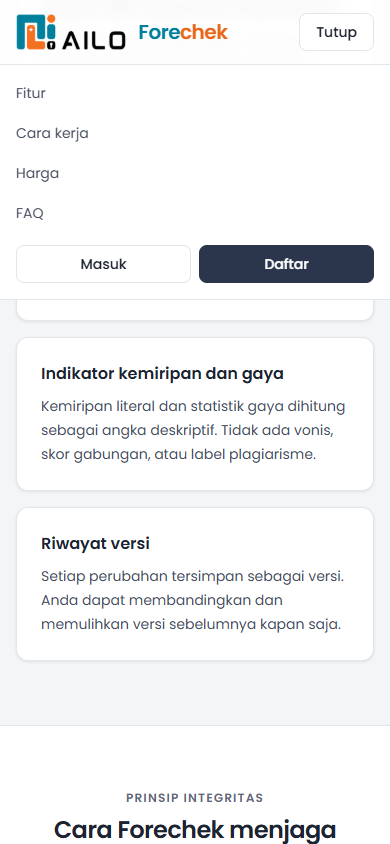 AILO Forechek Tutup
Fitur
Cara kerja
Harga
FAQ
Masuk Daftar
Indikator kemiripan dan gaya
Kemiripan literal dan statistik gaya dihitung
sebagai angka deskriptif. Tidak ada vonis,
skor gabungan, atau label plagiarisme.
Riwayat versi
Setiap perubahan tersimpan sebagai versi.
Anda dapat membandingkan dan
memulihkan versi sebelumnya kapan saja.
PRINSIP INTEGRITAS
Cara Forechek menjaga